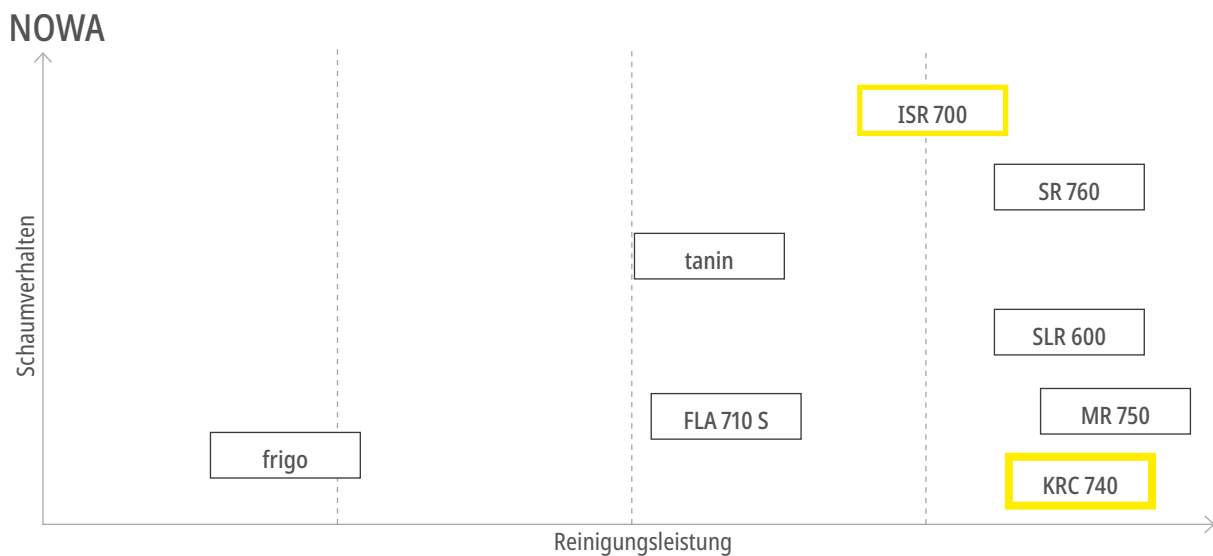 NOWA
ISR 700
SR 760
Schaumverhalten
tanin
SLR 600
FLA 710 S
MR 750
frigo
KRC 740
Reinigungsleistung